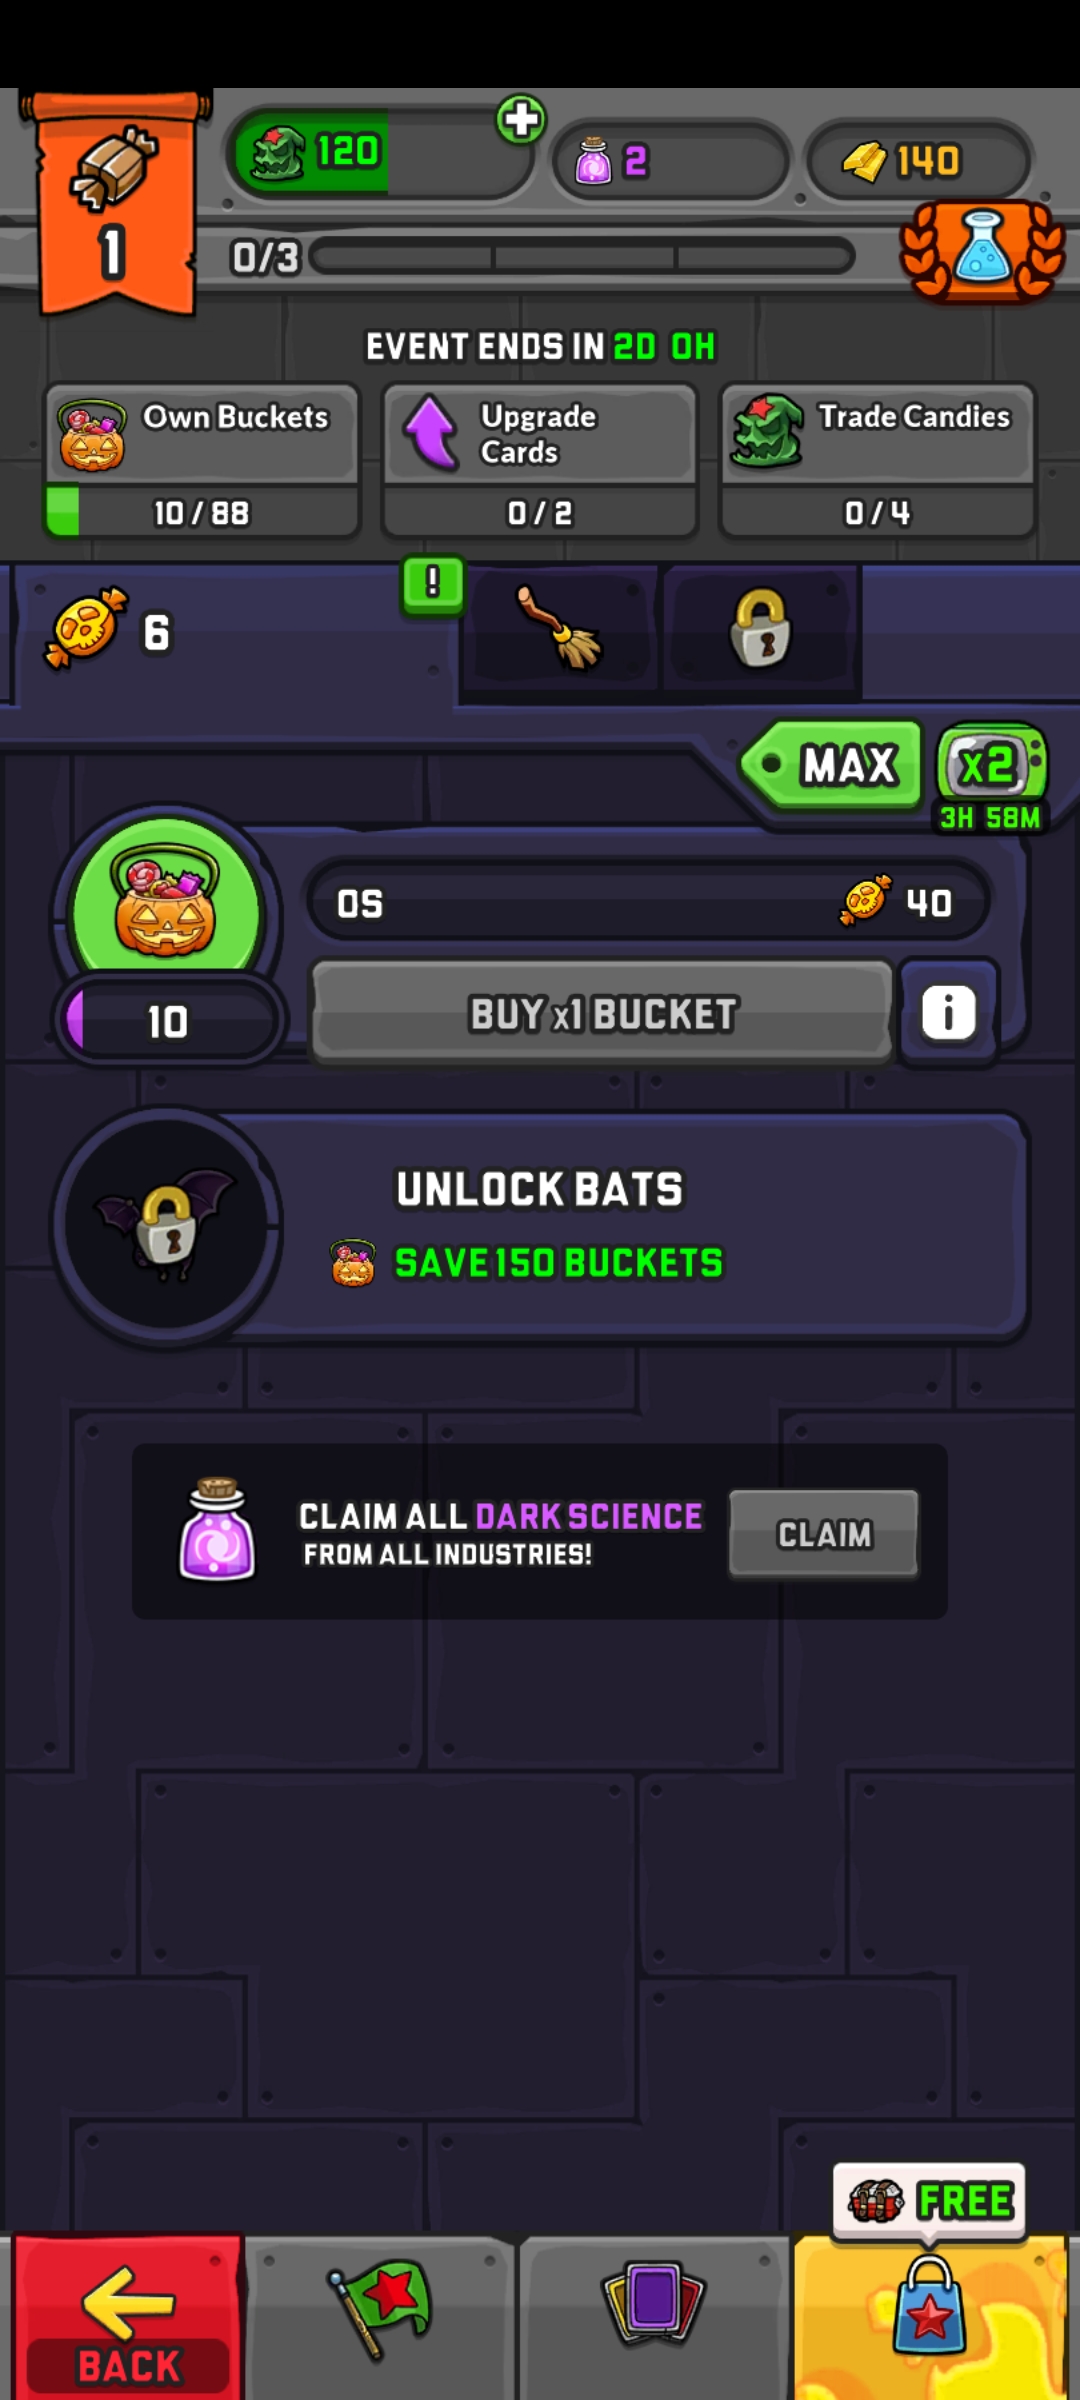 120
2
140
1
0/3
EVENT ENDS IN 2D 0H
Own Buckets
10 / 88
Upgrade
Cards
0 / 2
Trade Candies
0 / 4
6
!
MAX
x2
3H 58M
0S
40
10
BUY x1 BUCKET
i
UNLOCK BATS
SAVE 150 BUCKETS
CLAIM ALL DARK SCIENCE
FROM ALL INDUSTRIES!
CLAIM
FREE
BACK